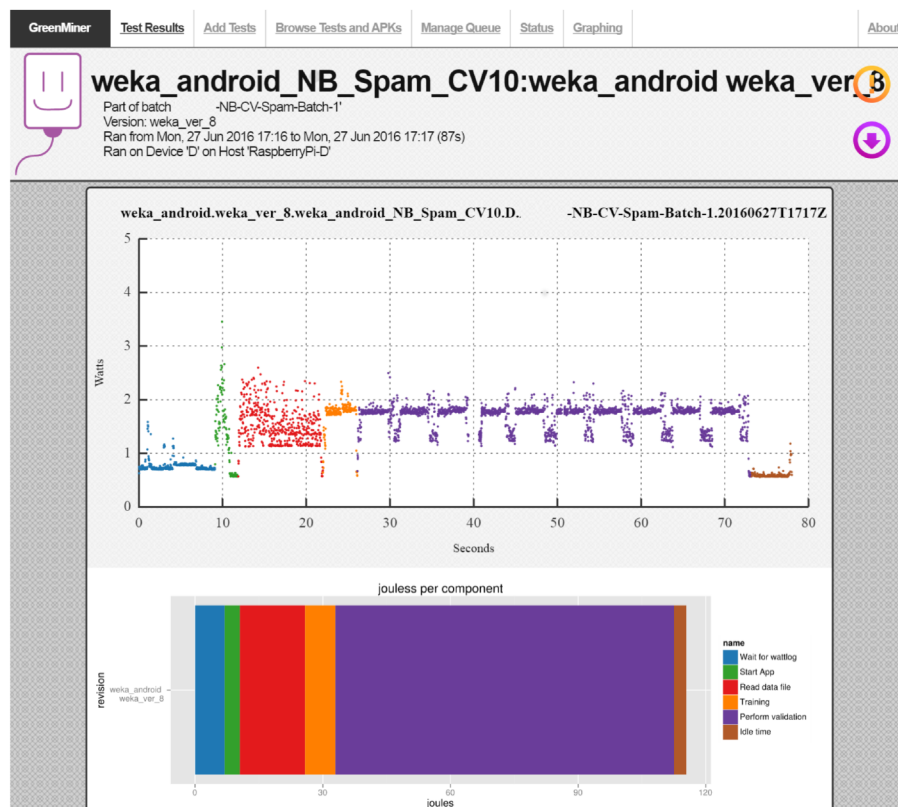 GreenMiner Test Results Add Tests Browse Tests and APKs Manage Queue Status Graphing About
weka_android_NB_Spam_CV10:weka_android weka_ver_8
Part of batch -NB-CV-Spam-Batch-1'
Version: weka_ver_8
Ran from Mon, 27 Jun 2016 17:16 to Mon, 27 Jun 2016 17:17 (87s)
Ran on Device 'D' on Host 'RaspberryPi-D'
weka_android.weka_ver_8.weka_android_NB_Spam_CV10.D. -NB-CV-Spam-Batch-1.20160627T1717Z
5
4
3
2
1
0
Watts
0 10 20 30 40 50 60 70 80
Seconds
jouless per component
revision
weka_android
weka_ver_8
0 30 60 90 120
joules
name
Wait for wattlog
Start App
Read data file
Training
Perform validation
Idle time